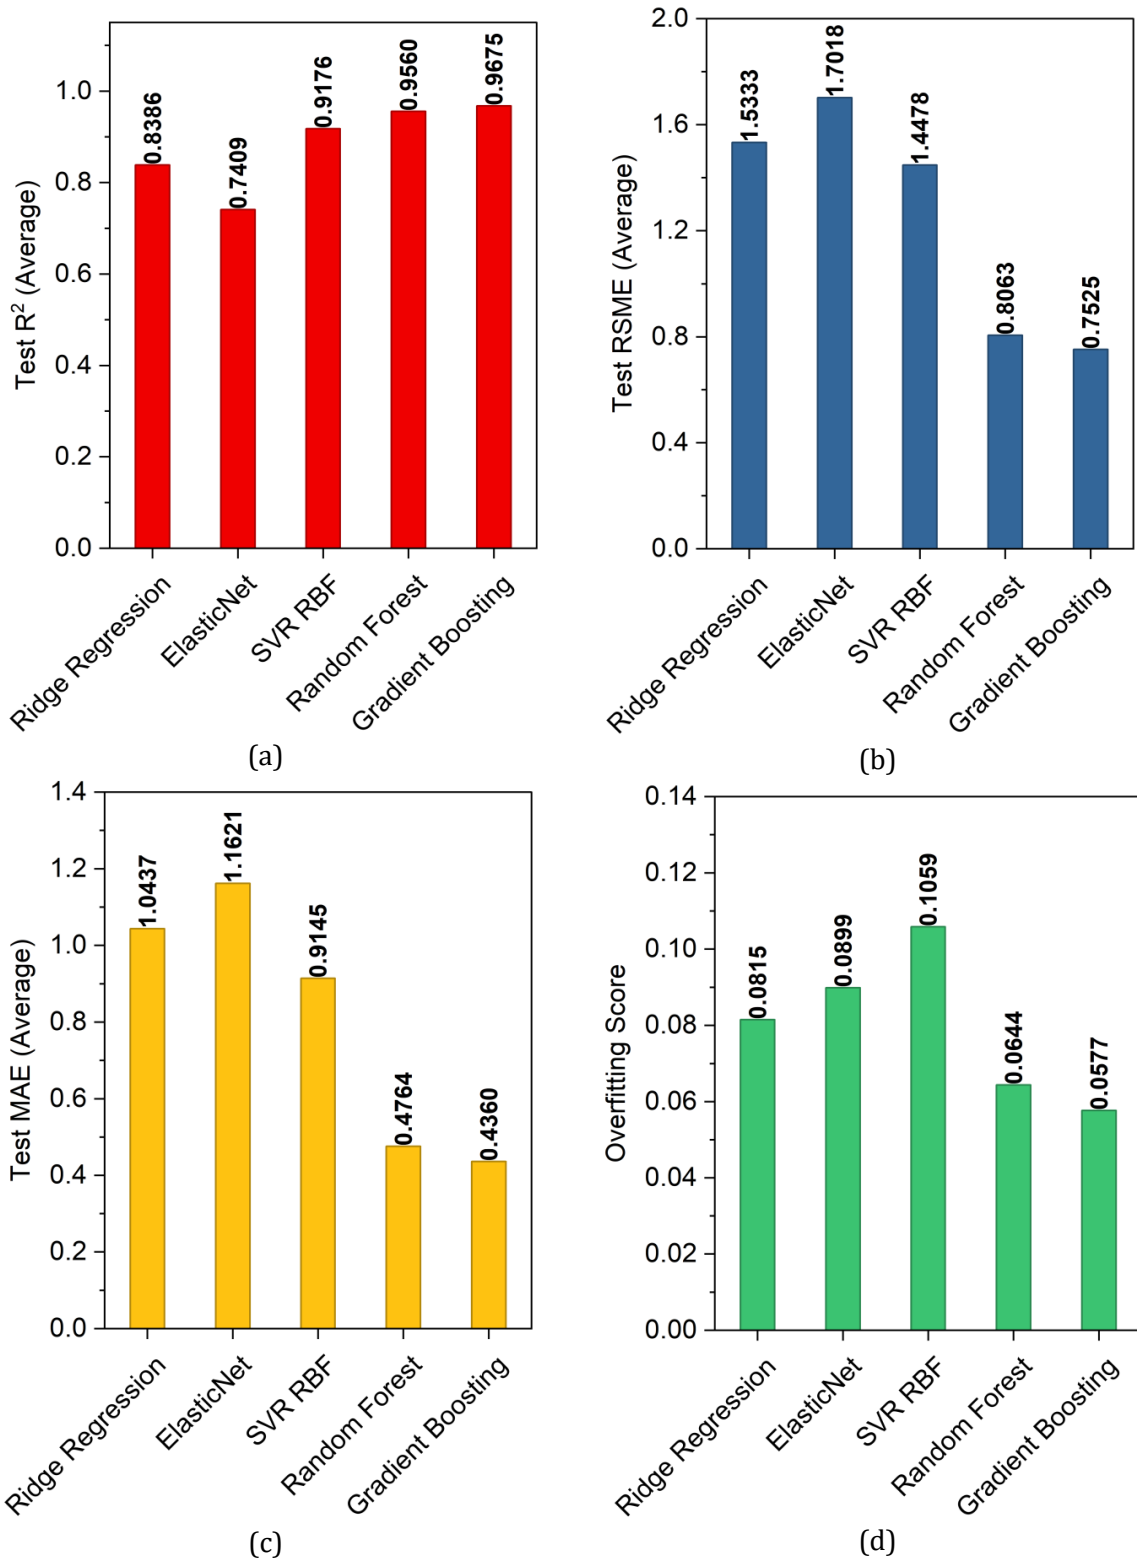 Test R² (Average)
1.0
0.8
0.6
0.4
0.2
0.0
0.8386
0.7409
0.9176
0.9560
0.9675
Ridge Regression
ElasticNet
SVR RBF
Random Forest
Gradient Boosting
(a)
Test RSME (Average)
2.0
1.6
1.2
0.8
0.4
0.0
1.5333
1.7018
1.4478
0.8063
0.7525
Ridge Regression
ElasticNet
SVR RBF
Random Forest
Gradient Boosting
(b)
Test MAE (Average)
1.4
1.2
1.0
0.8
0.6
0.4
0.2
0.0
1.0437
1.1621
0.9145
0.4764
0.4360
Ridge Regression
ElasticNet
SVR RBF
Random Forest
Gradient Boosting
(c)
Overfitting Score
0.14
0.12
0.10
0.08
0.06
0.04
0.02
0.00
0.0815
0.0899
0.1059
0.0644
0.0577
Ridge Regression
ElasticNet
SVR RBF
Random Forest
Gradient Boosting
(d)